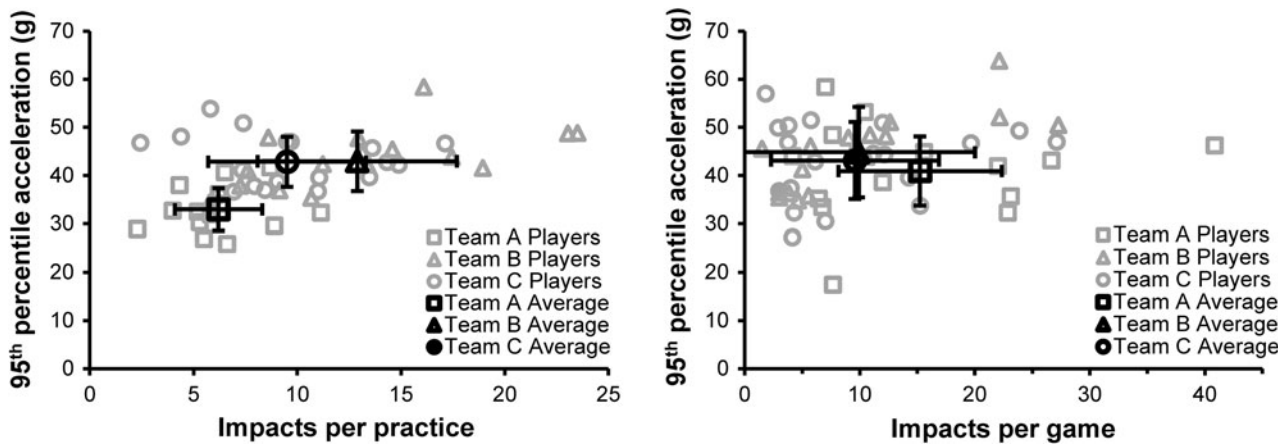 95th percentile acceleration (g)
70
60
50
40
30
20
10
0
0
5
10
15
20
25
Impacts per practice
Team A Players
Team B Players
Team C Players
Team A Average
Team B Average
Team C Average
95th percentile acceleration (g)
70
60
50
40
30
20
10
0
0
10
20
30
40
Impacts per game
Team A Players
Team B Players
Team C Players
Team A Average
Team B Average
Team C Average